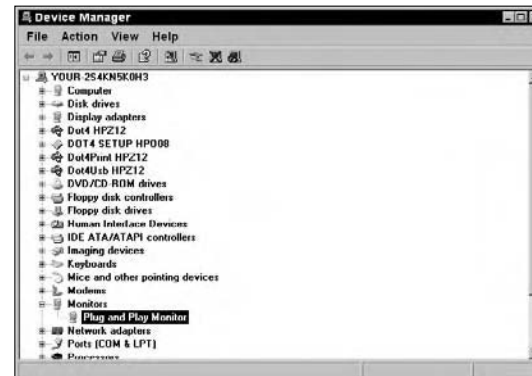 Device Manager
File Action View Help
YOUR-2S4KN5K0H3
Computer
Disk drives
Display adapters
Dot4 HPZ12
DOT4 SETUP HPO08
Dot4Print HPZ12
Dot4Usb HPZ12
DVD/CD-ROM drives
Floppy disk controllers
Floppy disk drives
Human Interface Devices
IDE ATA/ATAPI controllers
Imaging devices
Keyboards
Mice and other pointing devices
Modems
Monitors
Plug and Play Monitor
Network adapters
Ports (COM & LPT)
Processors